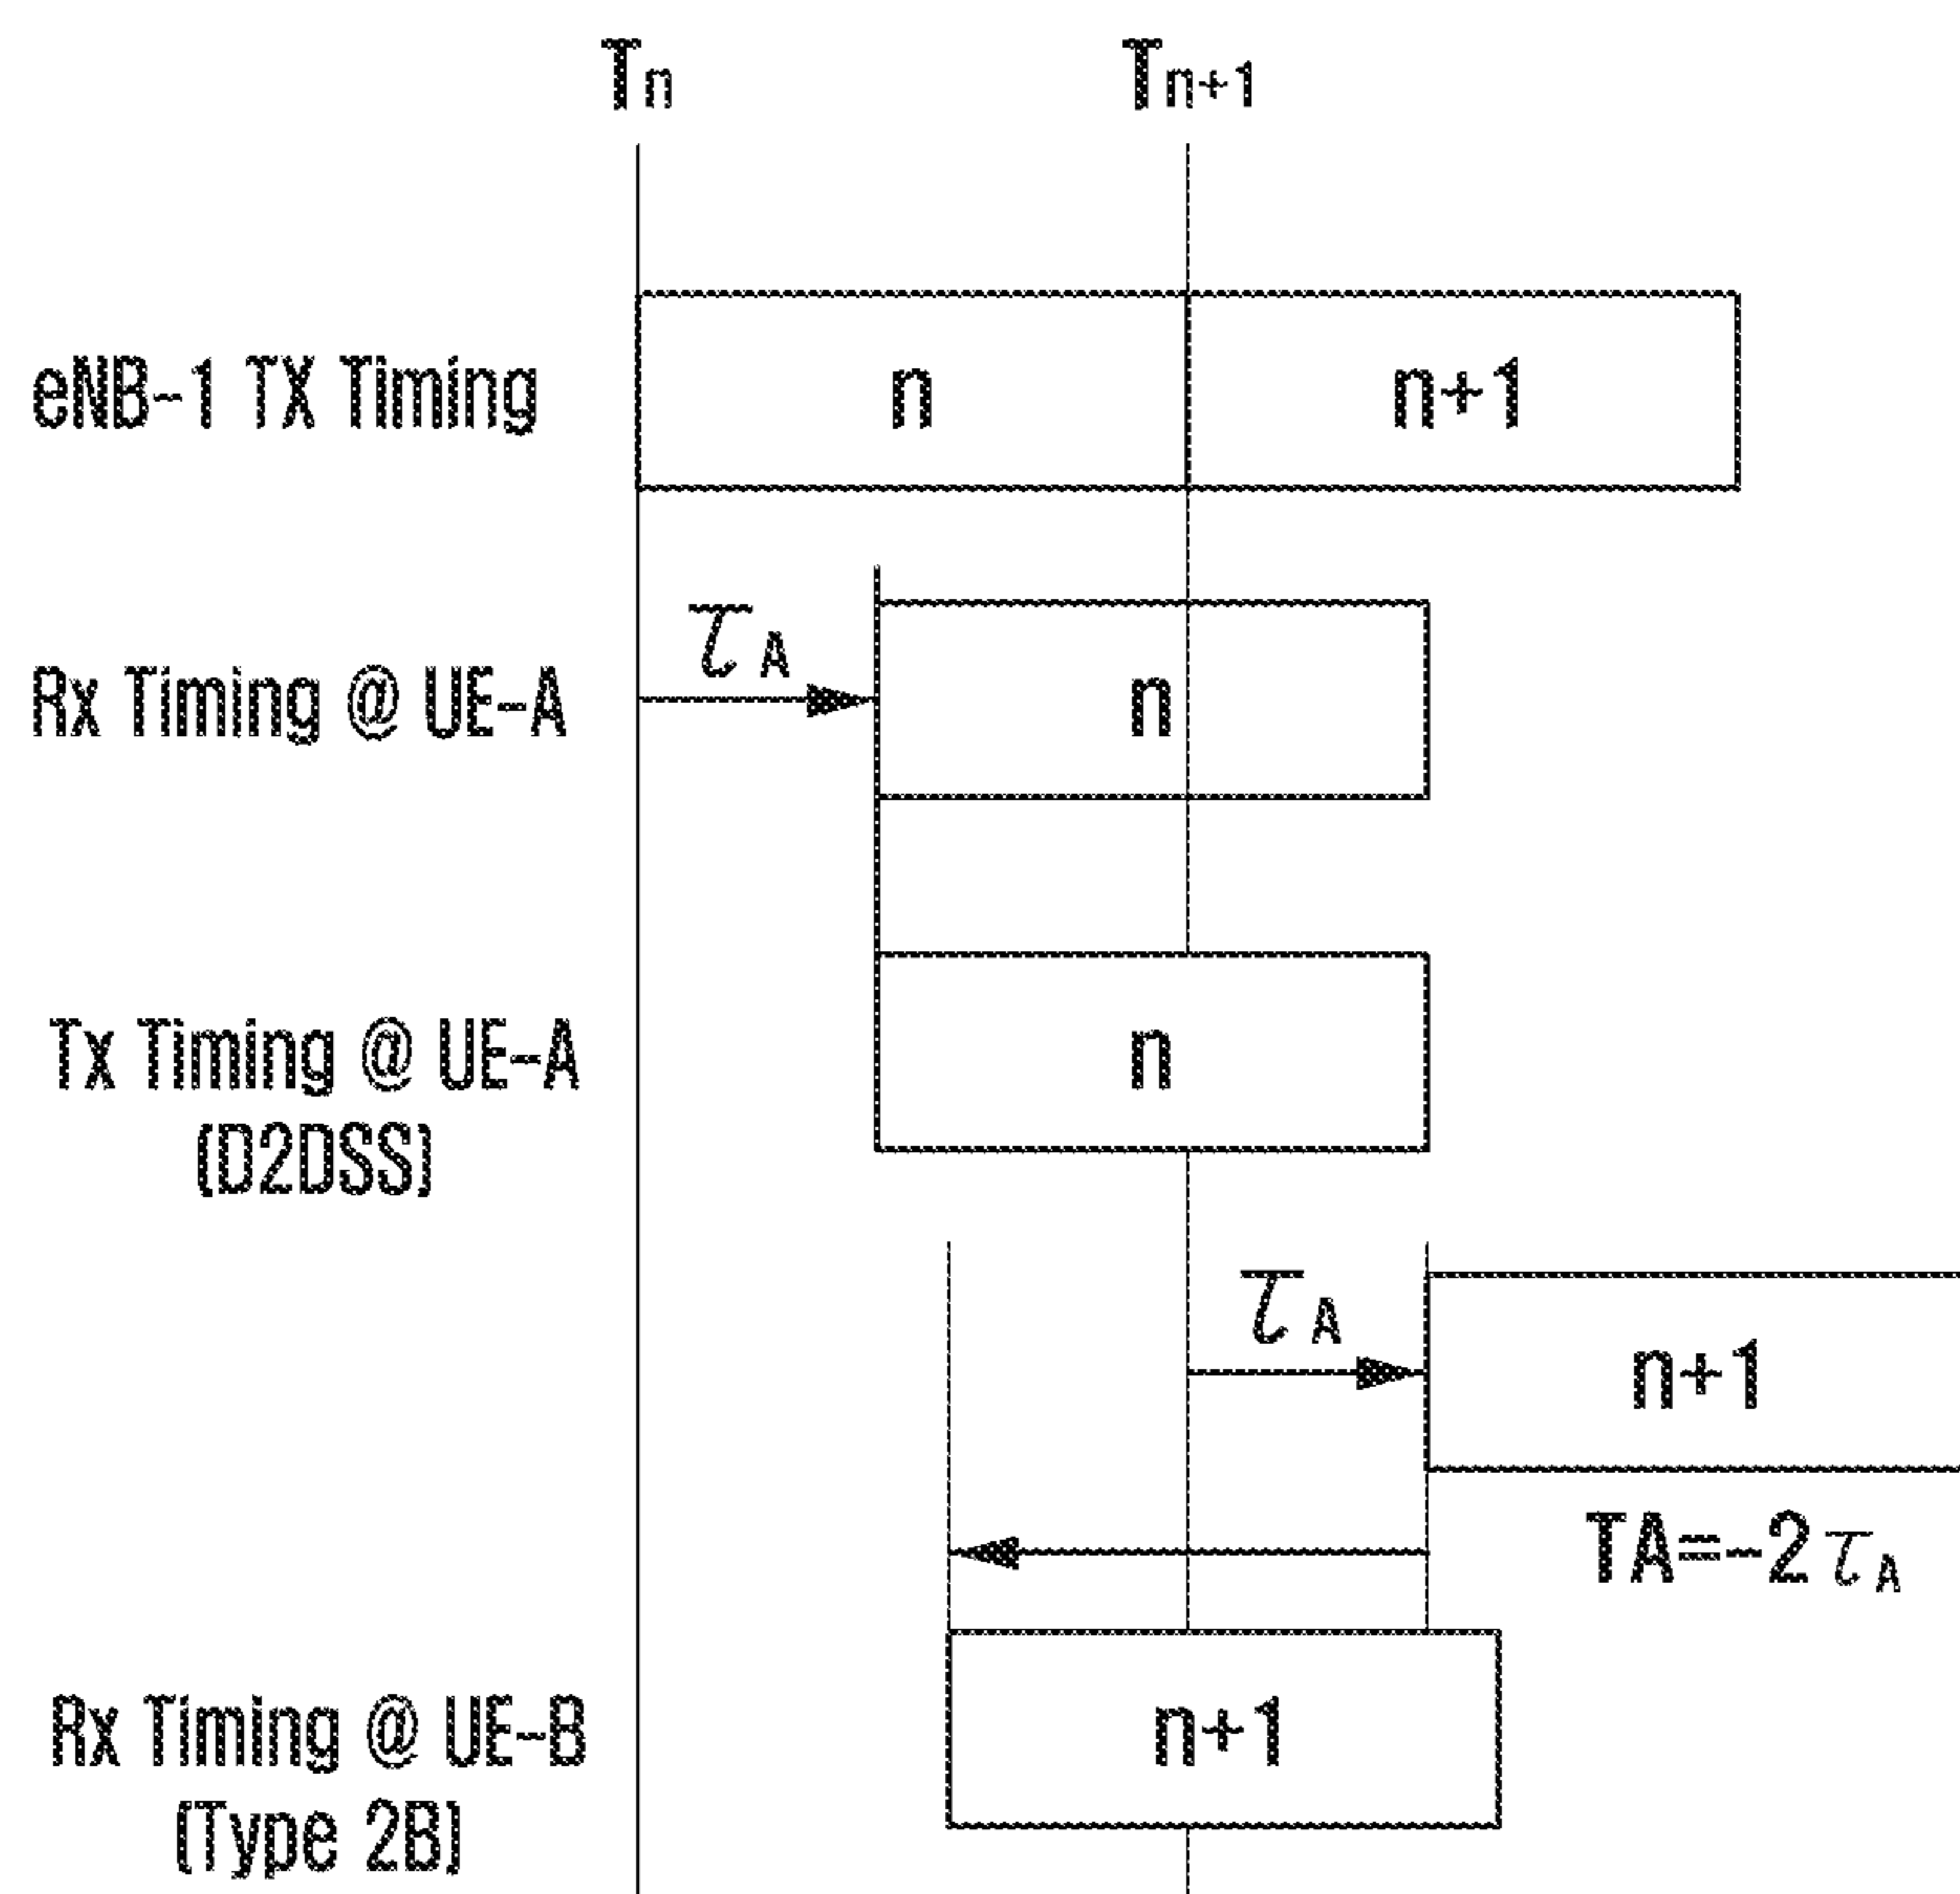 Tn
Tn+1
eNB-1 TX Timing
n
n+1
Rx Timing @ UE-A
τA
n
Tx Timing @ UE-A
(D2DSS)
n
τA
n+1
TA=-2τA
Rx Timing @ UE-B
(Type 2B)
n+1